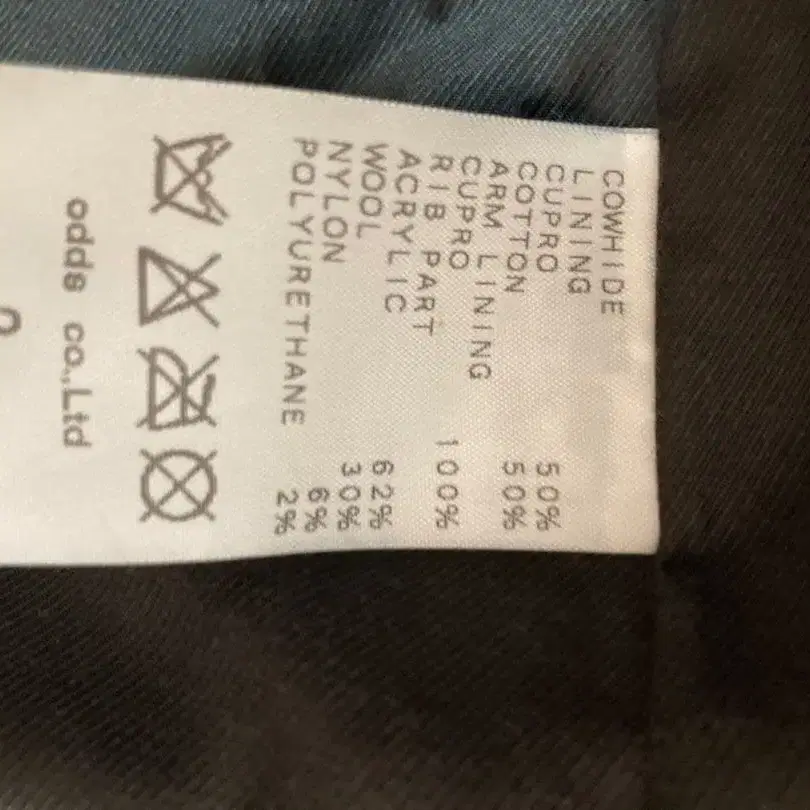 COWHIDE
LINING
CUPRO 50%
COTTON 50%
ARM LINING
CUPRO 100%
RIB PART
ACRYLIC 62%
WOOL 30%
NYLON 6%
POLYURETHANE 2%
odds co.,Ltd